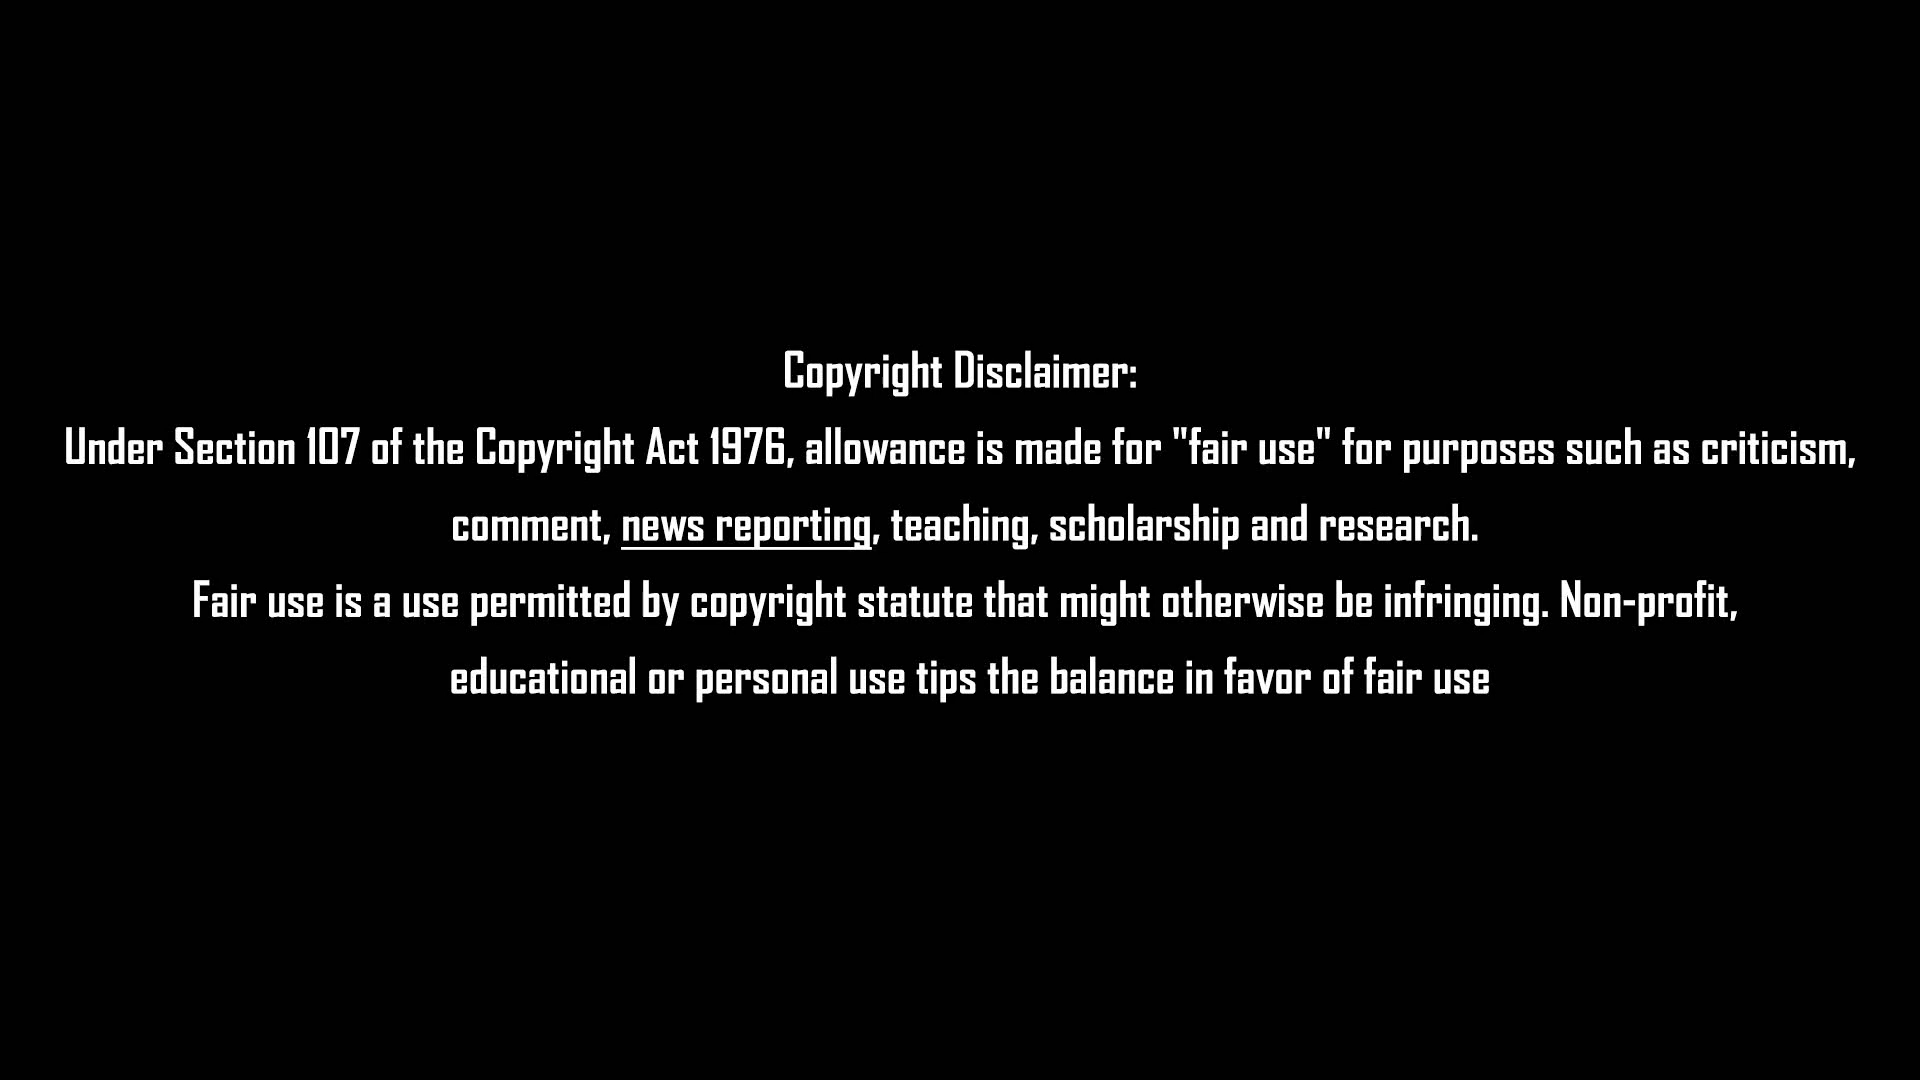 Copyright Disclaimer:
Under Section 107 of the Copyright Act 1976, allowance is made for "fair use" for purposes such as criticism,
comment, news reporting, teaching, scholarship and research.
Fair use is a use permitted by copyright statute that might otherwise be infringing. Non-profit,
educational or personal use tips the balance in favor of fair use